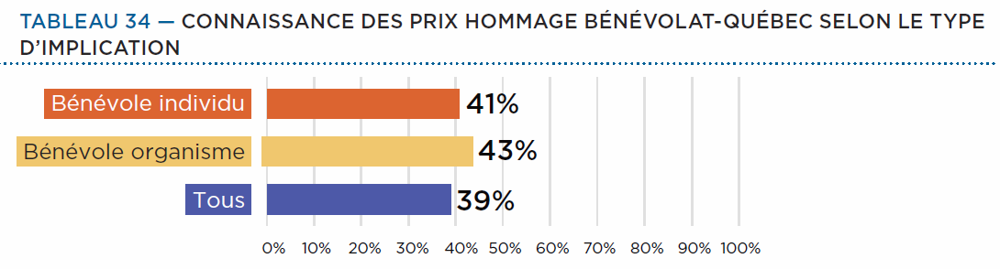 TABLEAU 34 — CONNAISSANCE DES PRIX HOMMAGE BÉNÉVOLAT-QUÉBEC SELON LE TYPE
D'IMPLICATION
Bénévole individu 41%
Bénévole organisme 43%
Tous 39%
0% 10% 20% 30% 40% 50% 60% 70% 80% 90% 100%